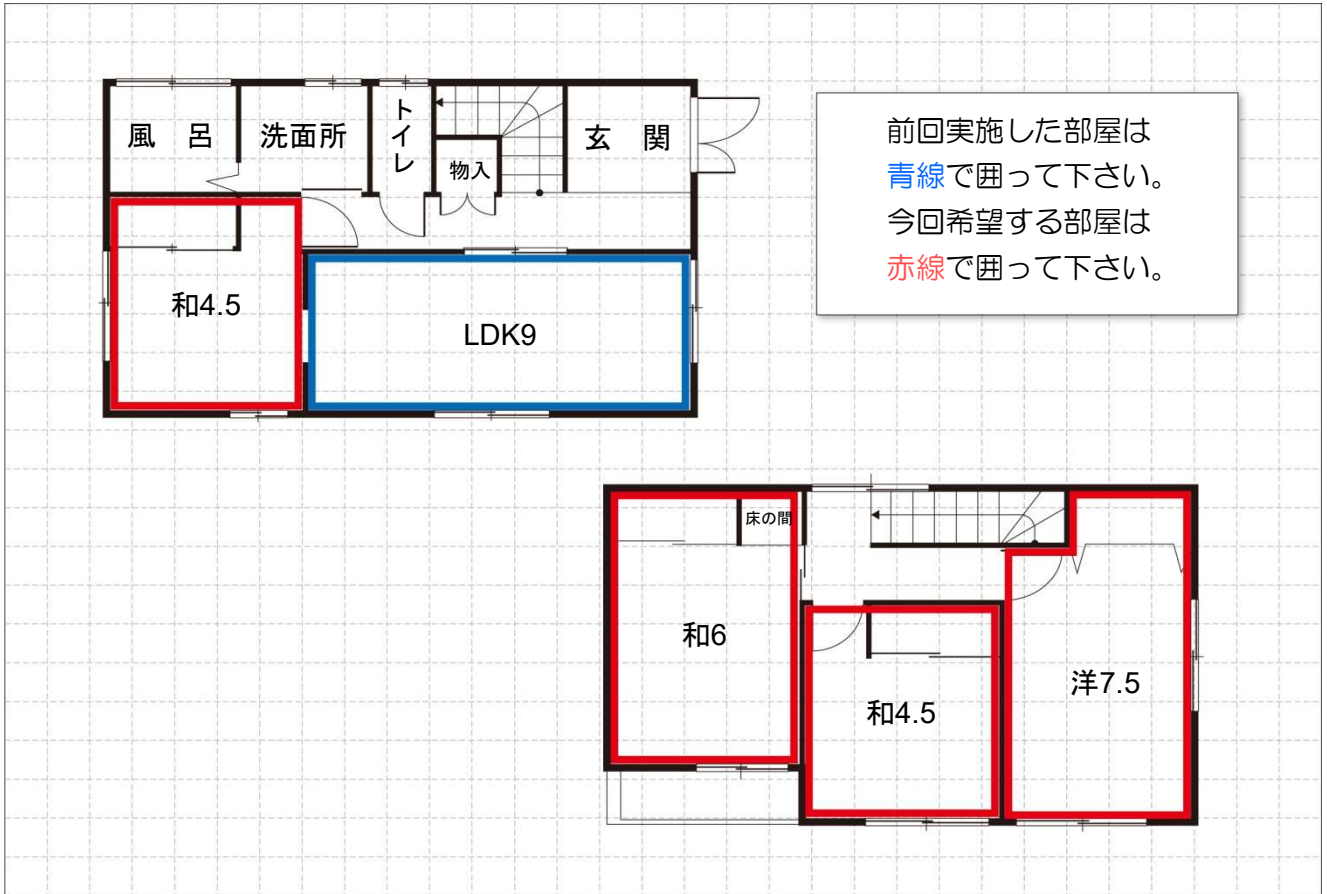 風 呂
洗面所
トイレ
物入
玄 関
前回実施した部屋は
青線で囲って下さい。
今回希望する部屋は
赤線で囲って下さい。
和4.5
LDK9
床の間
和6
和4.5
洋7.5